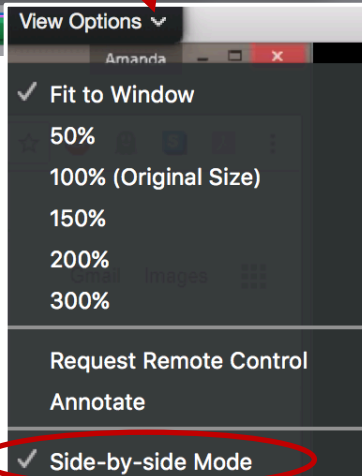 View Options
Amanda
Fit to Window
50%
100% (Original Size)
150%
200%
Gmail Images
300%
Request Remote Control
Annotate
Side-by-side Mode